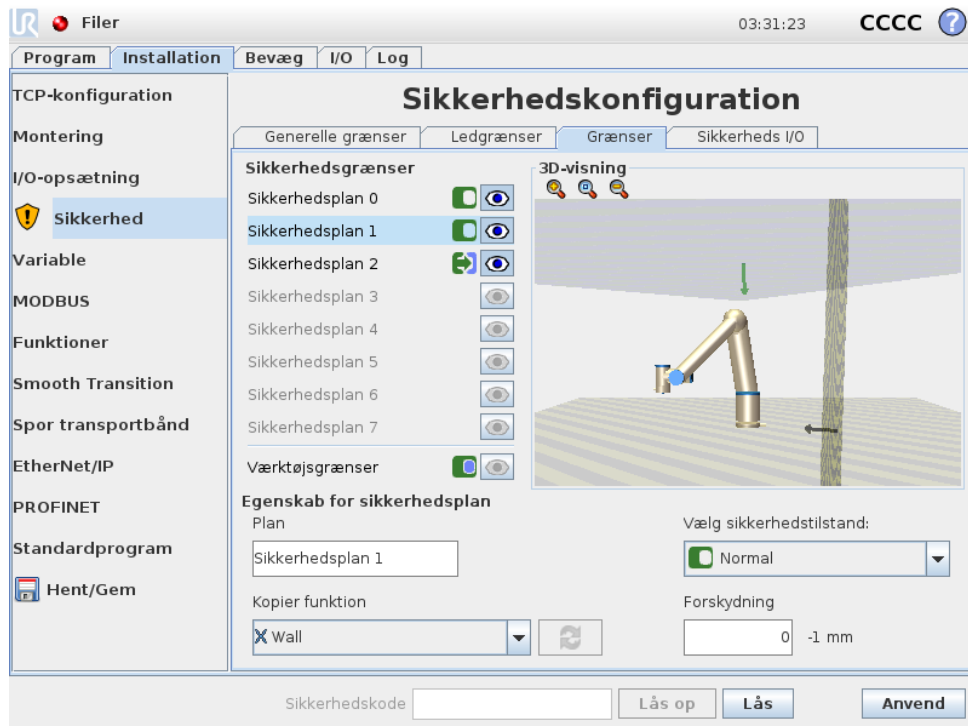 UR Filer 03:31:23 CCCC ?
Program Installation Bevæg I/O Log
TCP-konfiguration
Montering
I/O-opsætning
Sikkerhed
Variable
MODBUS
Funktioner
Smooth Transition
Spor transportbånd
EtherNet/IP
PROFINET
Standardprogram
Hent/Gem
Sikkerhedskonfiguration
Generelle grænser Ledgrænser Grænser Sikkerheds I/O
Sikkerhedsgrænser
Sikkerhedsplan 0
Sikkerhedsplan 1
Sikkerhedsplan 2
Sikkerhedsplan 3
Sikkerhedsplan 4
Sikkerhedsplan 5
Sikkerhedsplan 6
Sikkerhedsplan 7
Værktøjsgrænser
3D-visning
Egenskab for sikkerhedsplan
Plan
Sikkerhedsplan 1
Vælg sikkerhedstilstand:
Normal
Kopier funktion
Wall
Forskydning
0 -1 mm
Sikkerhedskode Lås op Lås Anvend